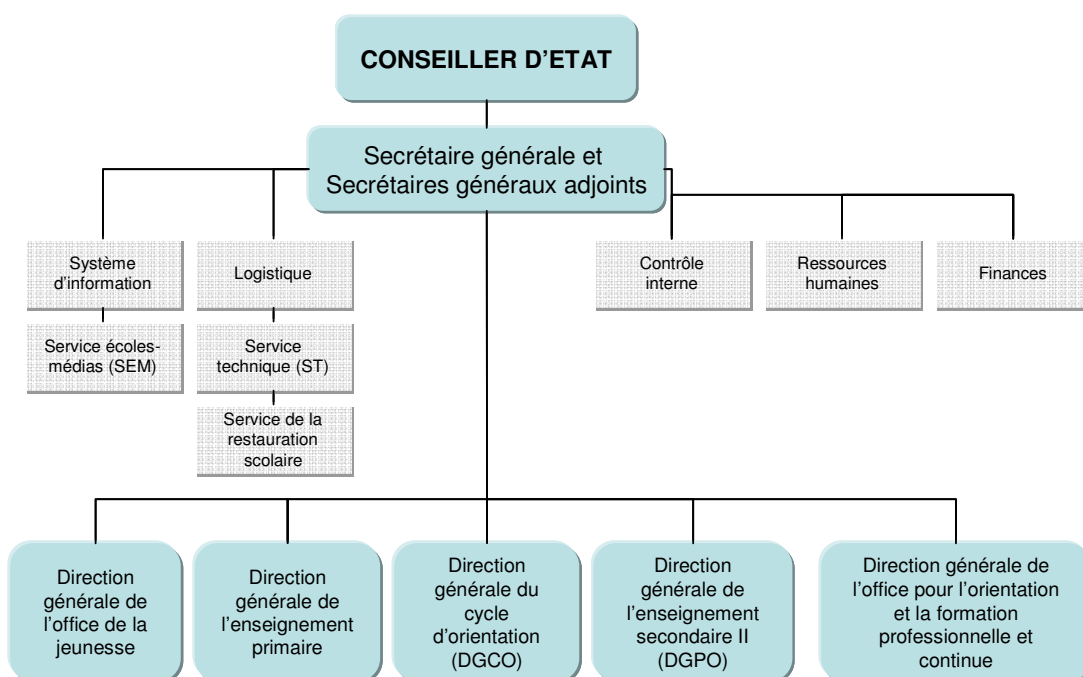 CONSEILLER D'ETAT
Secrétaire générale et
Secrétaires généraux adjoints
Système
d'information
Logistique
Contrôle
interne
Ressources
humaines
Finances
Service écoles-
médias (SEM)
Service
technique (ST)
Service de la
restauration
scolaire
Direction
générale de
l'office de la
jeunesse
Direction
générale de
l'enseignement
primaire
Direction
générale du
cycle
d'orientation
(DGCO)
Direction
générale de
l'enseignement
secondaire II
(DGPO)
Direction générale de
l'office pour l'orientation
et la formation
professionnelle et
continue